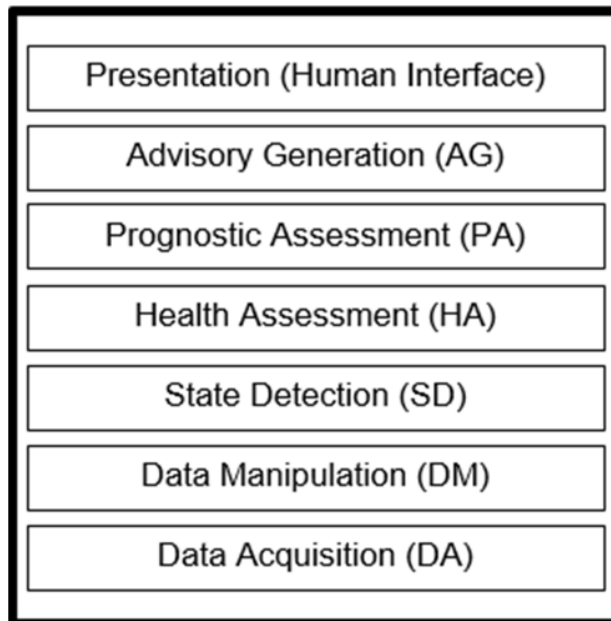 Presentation (Human Interface)
Advisory Generation (AG)
Prognostic Assessment (PA)
Health Assessment (HA)
State Detection (SD)
Data Manipulation (DM)
Data Acquisition (DA)